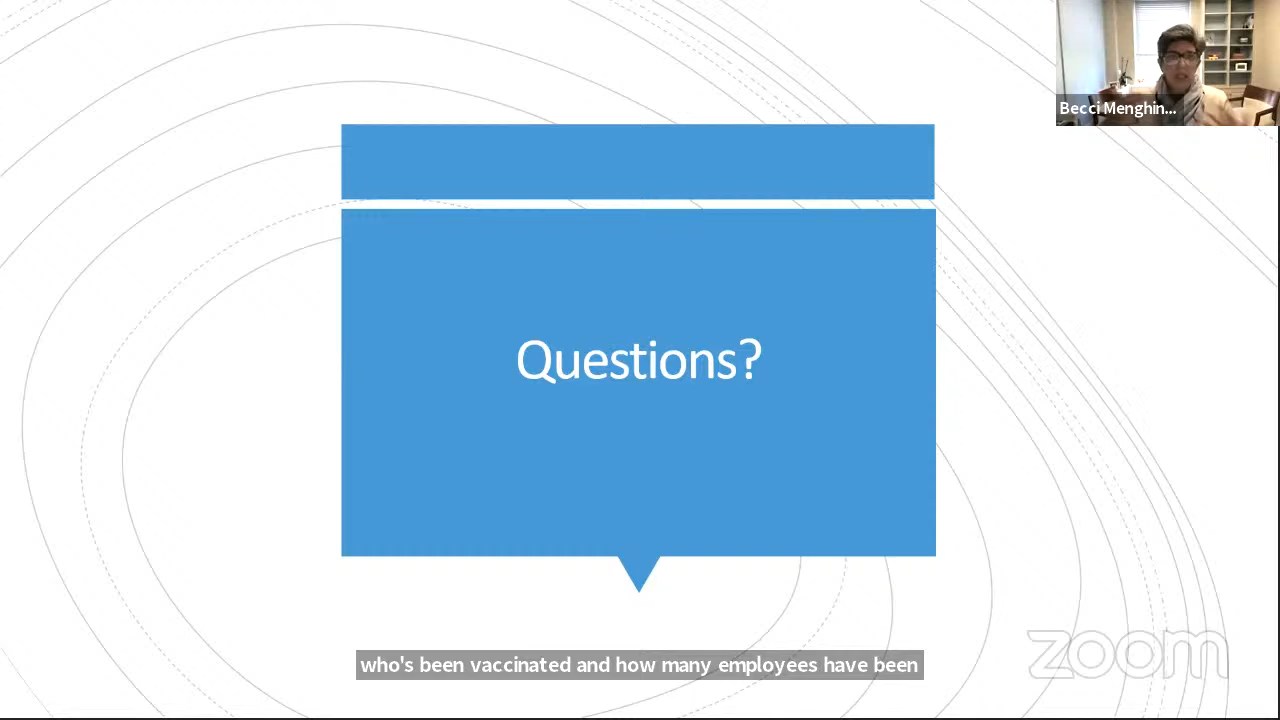 Becci Menghin...
Questions?
who's been vaccinated and how many employees have been
zoom